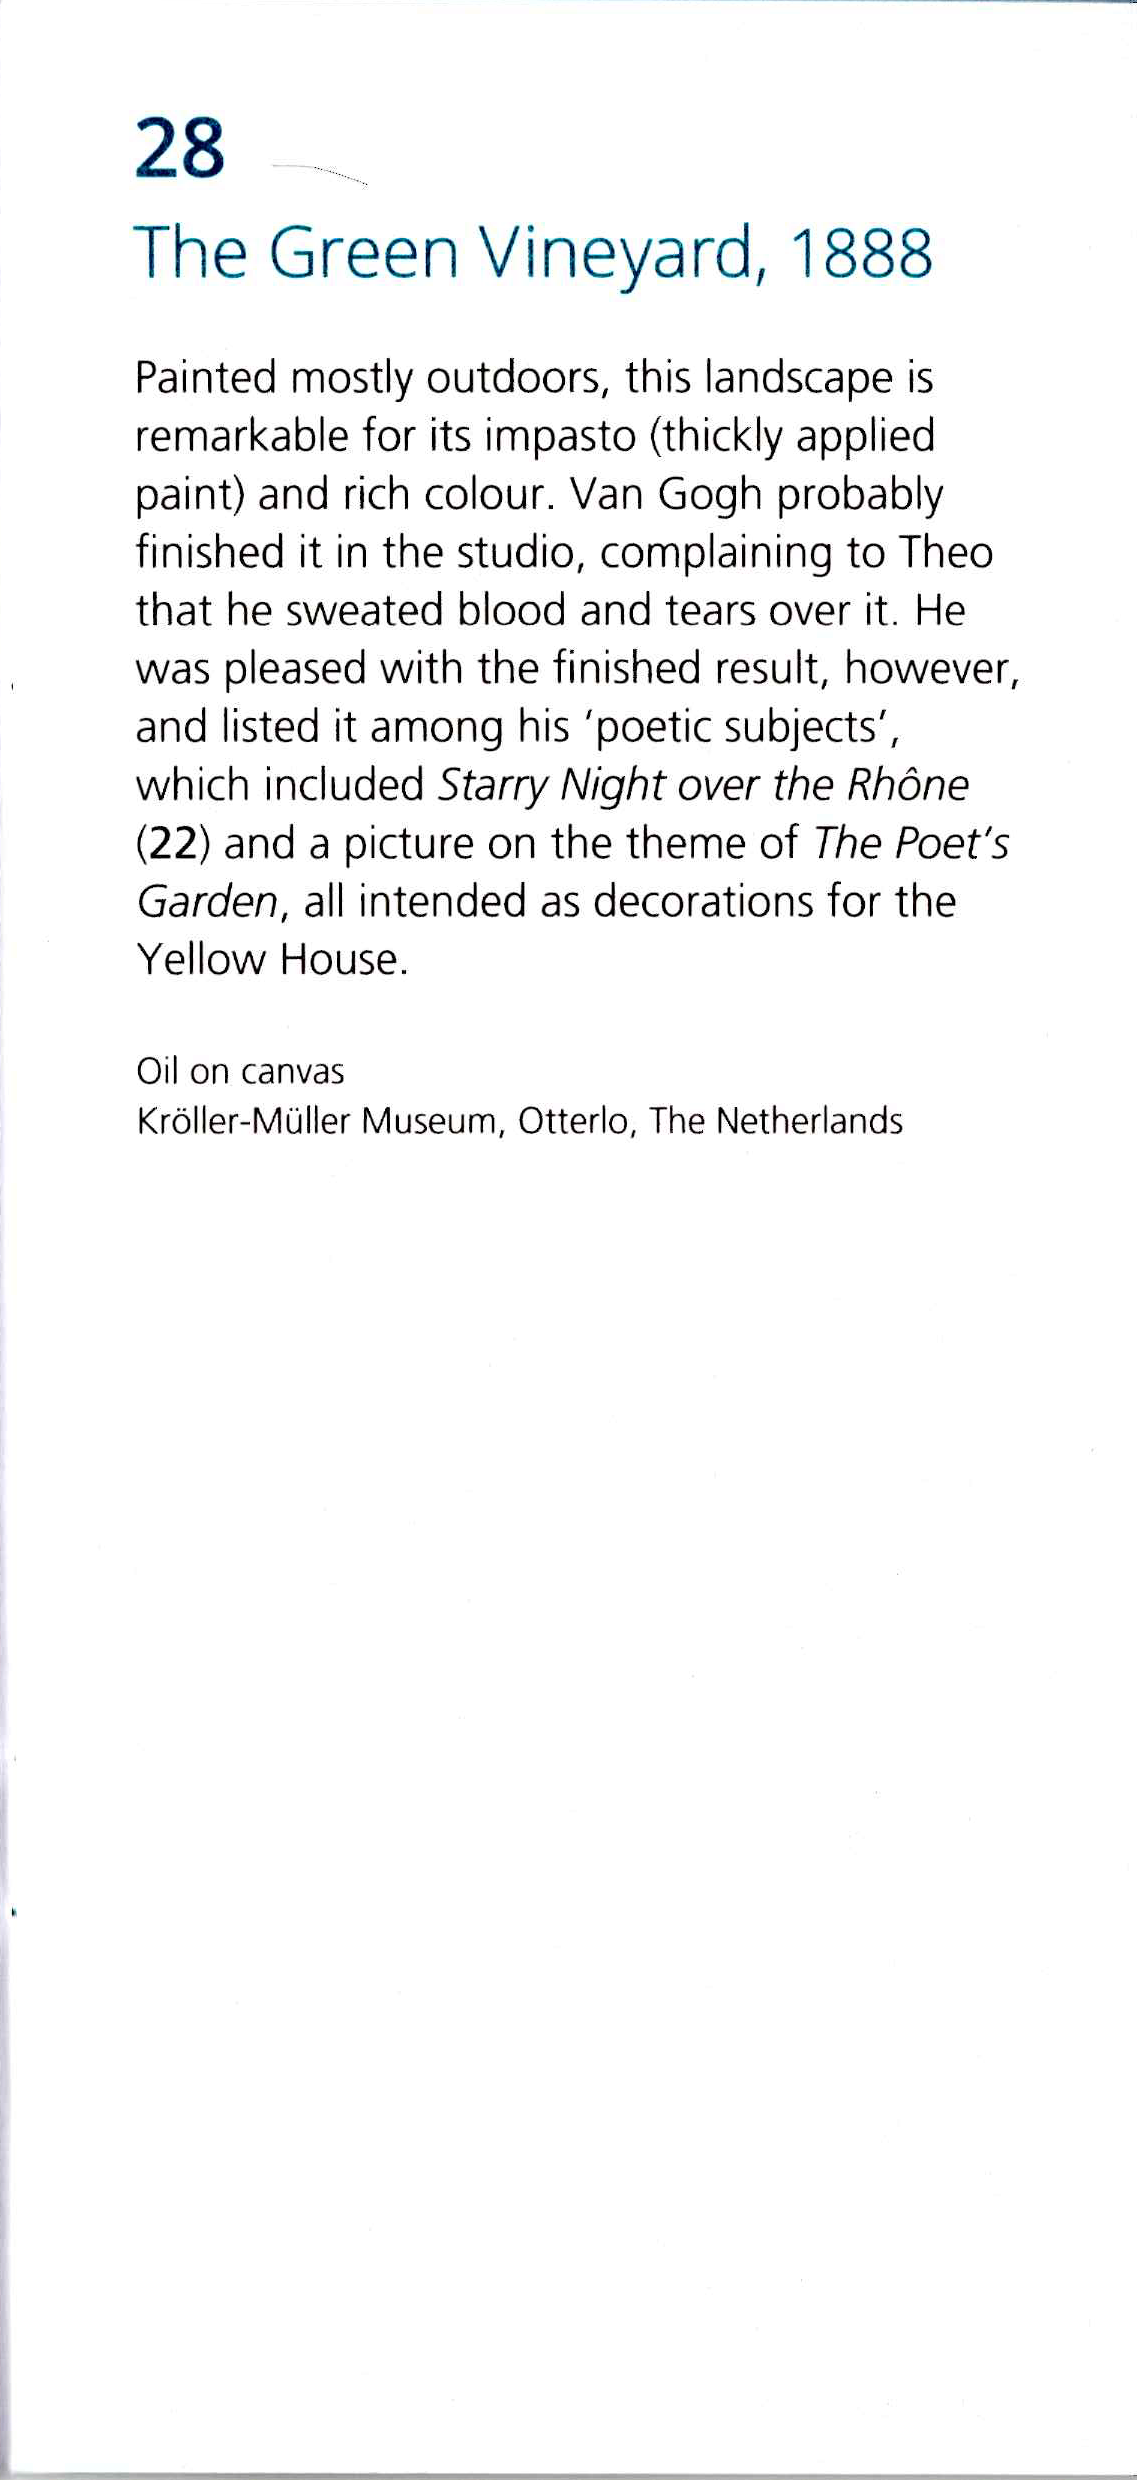 28
The Green Vineyard, 1888
Painted mostly outdoors, this landscape is
remarkable for its impasto (thickly applied
paint) and rich colour. Van Gogh probably
finished it in the studio, complaining to Theo
that he sweated blood and tears over it. He
was pleased with the finished result, however,
and listed it among his ‘poetic subjects’,
which included Starry Night over the Rhône
(22) and a picture on the theme of The Poet’s
Garden, all intended as decorations for the
Yellow House.
Oil on canvas
Kröller-Müller Museum, Otterlo, The Netherlands